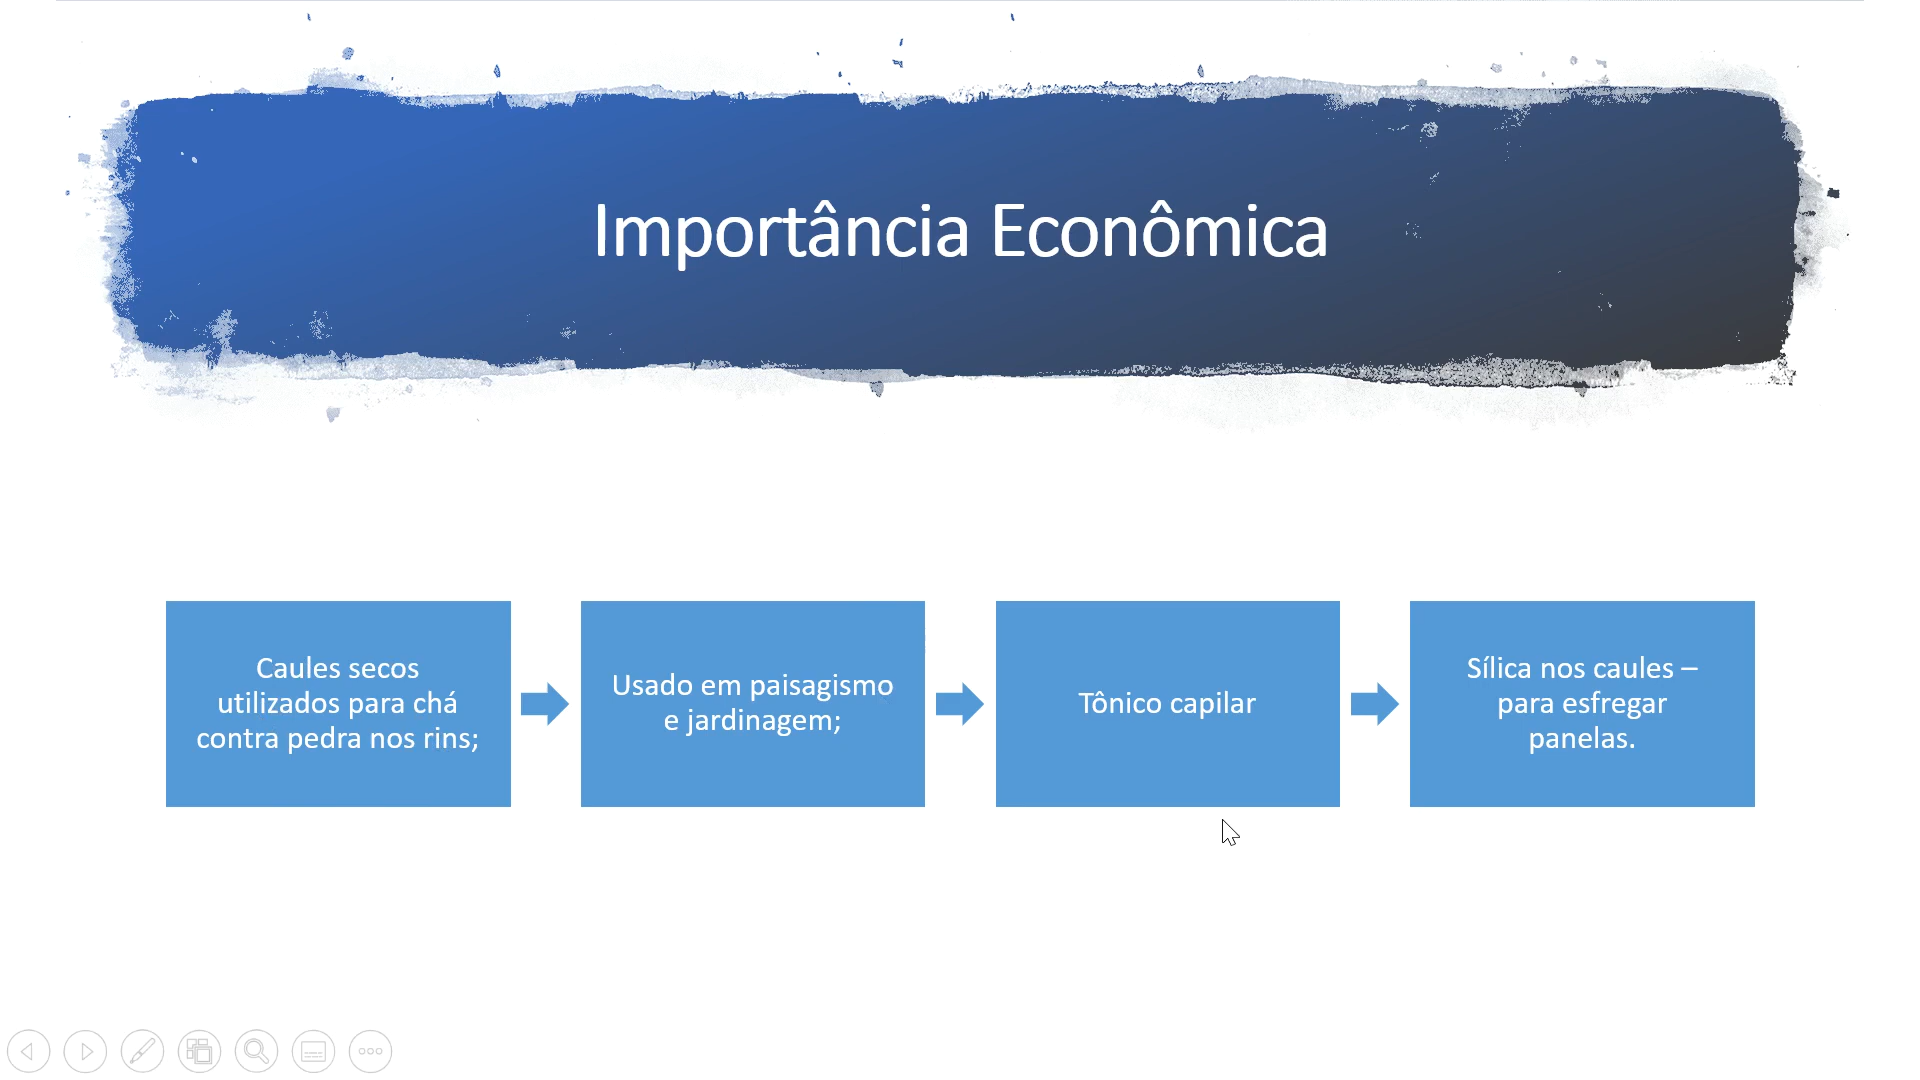 Importância Econômica
Caules secos
utilizados para chá
contra pedra nos rins;
Usado em paisagismo
e jardinagem;
Tônico capilar
Sílica nos caules –
para esfregar
panelas.